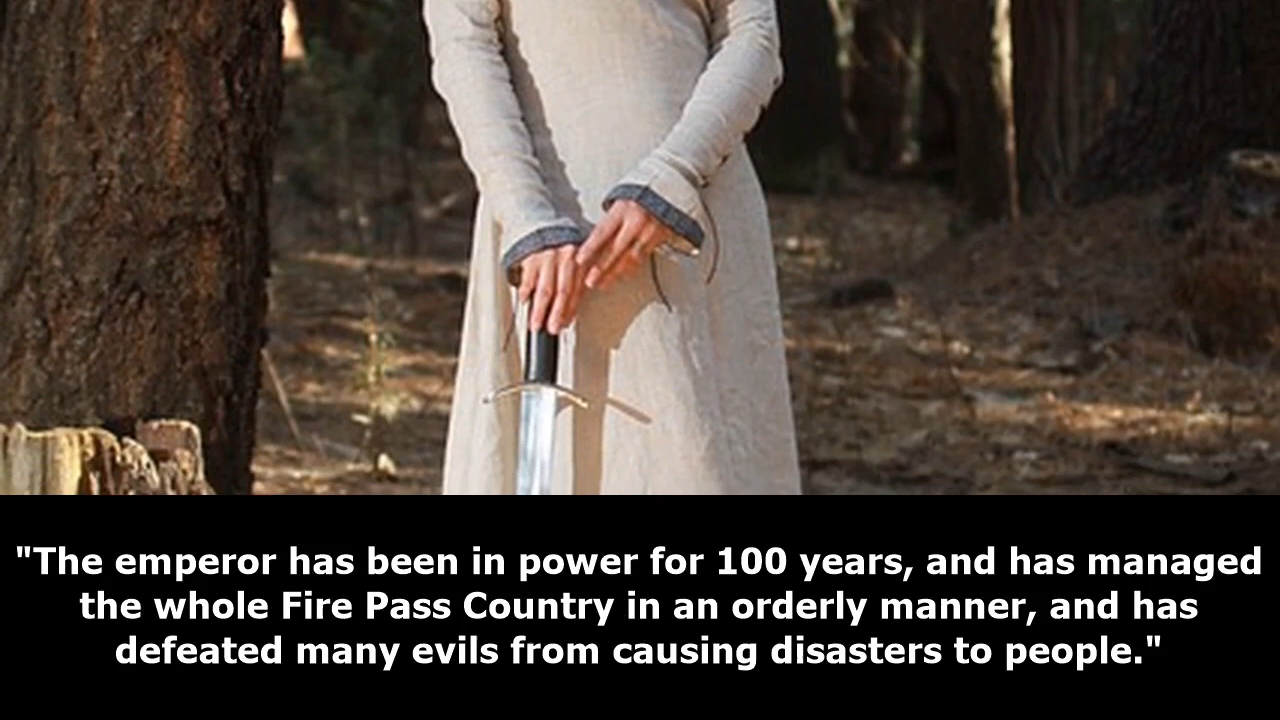 "The emperor has been in power for 100 years, and has managed
the whole Fire Pass Country in an orderly manner, and has
defeated many evils from causing disasters to people."